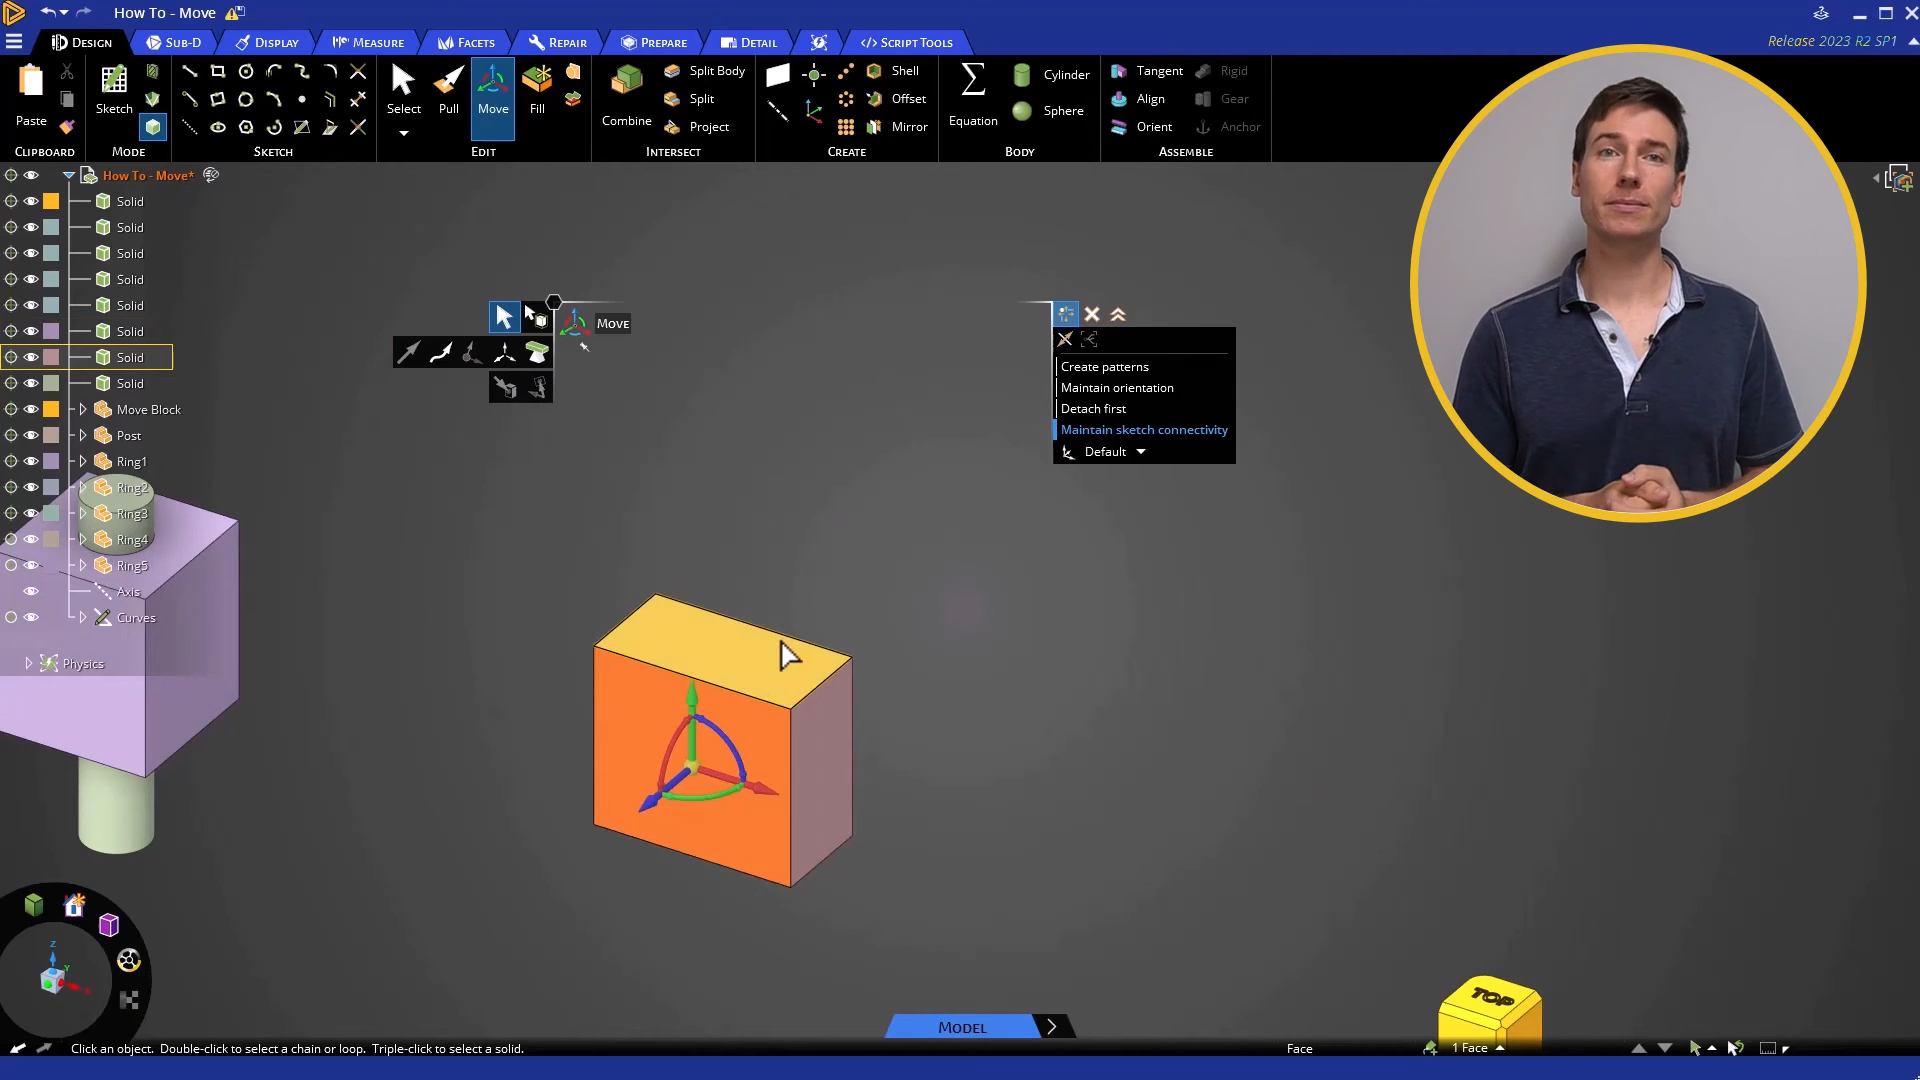 How To - Move
Design
Sub-D
Display
Measure
Facets
Repair
Prepare
Detail
</> Script Tools
Release 2023 R2 SP1
Paste
Sketch
Select
Pull
Move
Fill
Combine
Split Body
Split
Project
Shell
Offset
Mirror
Equation
Cylinder
Sphere
Tangent
Align
Orient
Rigid
Gear
Anchor
Clipboard
Mode
Sketch
Edit
Intersect
Create
Body
Assemble
How To - Move*
Solid
Solid
Solid
Solid
Solid
Solid
Solid
Solid
Move Block
Post
Ring1
Ring2
Ring3
Ring4
Ring5
Axis
Curves
Physics
Move
Create patterns
Maintain orientation
Detach first
Maintain sketch connectivity
Default
Z
Y
X
TOP
Model
Click an object. Double-click to select a chain or loop. Triple-click to select a solid.
Face
1 Face